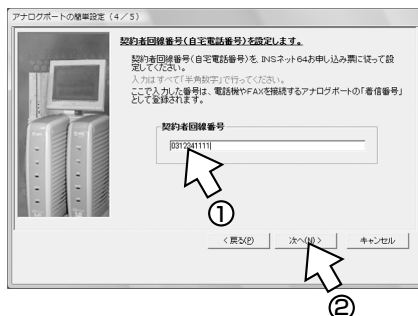 アナログポートの簡単設定（4／5）
契約者回線番号（自宅電話番号）を設定します。
契約者回線番号（自宅電話番号）を、INSネット64お申し込み票に従って設
定してください。
入力はすべて「半角数字」で行ってください。
ここで入力した番号は、電話機やFAXを接続するアナログポートの「着信番号」
として登録されます。
契約者回線番号
0312341111
①
< 戻る(P)
次へ(N) >
キャンセル
②